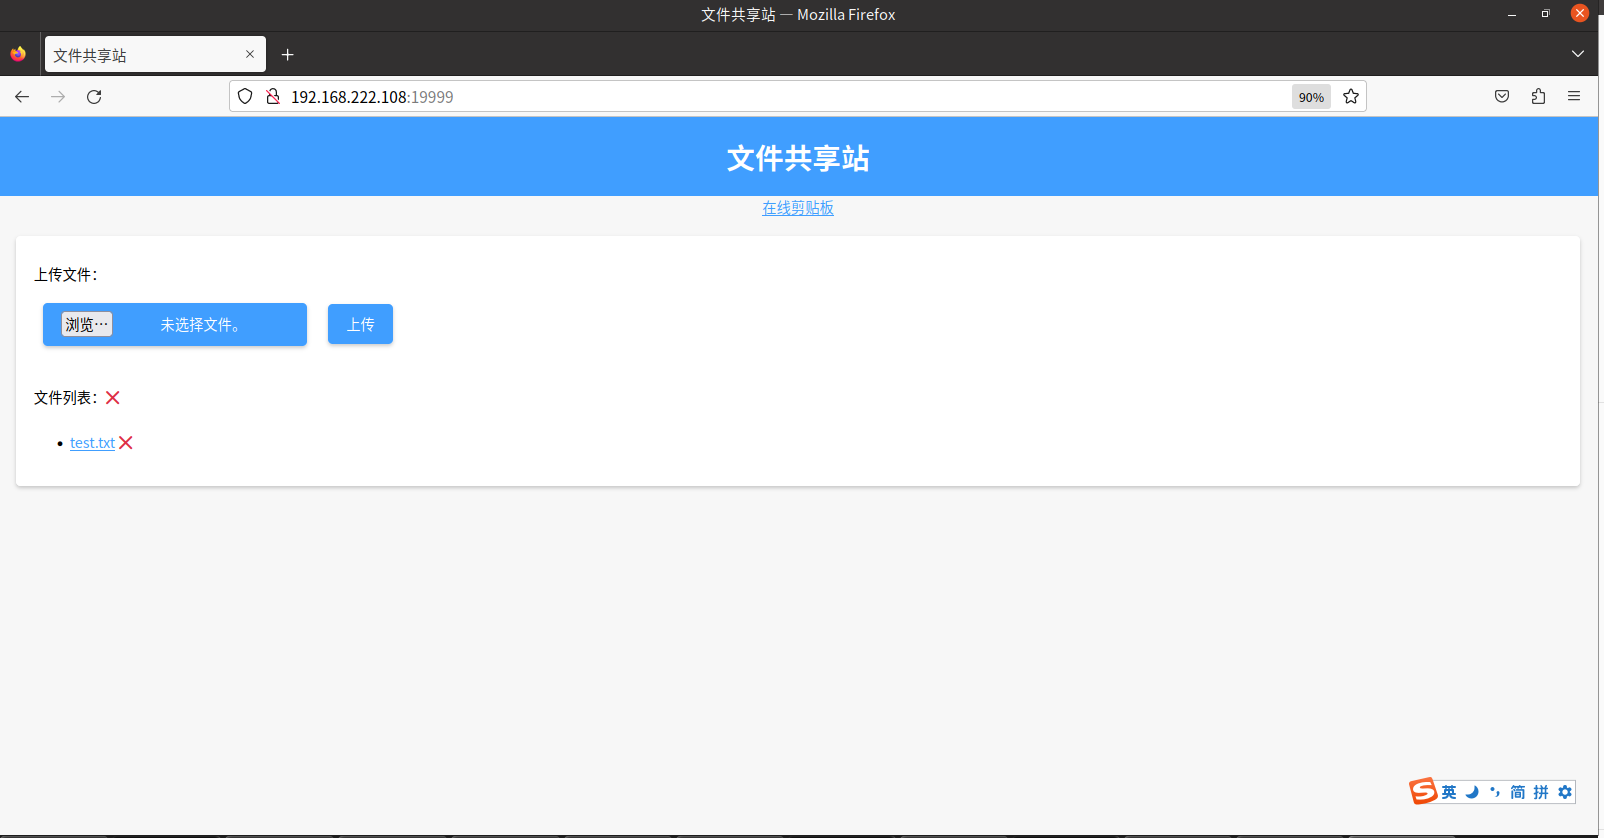 文件共享站 — Mozilla Firefox
文件共享站
192.168.222.108:19999
90%
文件共享站
在线剪贴板
上传文件：
浏览… 未选择文件。 上传
文件列表：❌
• test.txt ❌
S 英 简 拼